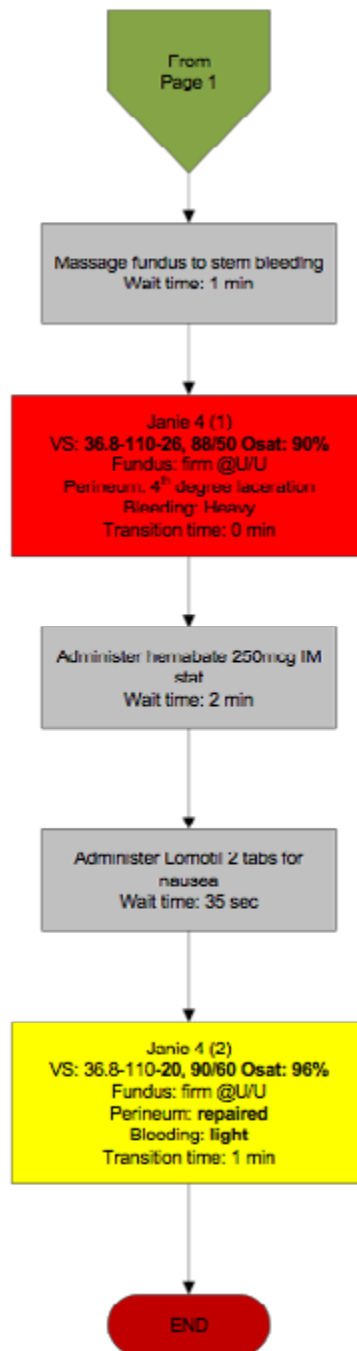 From
Page 1
Massage fundus to stem bleeding
Wait time: 1 min
Janie 4 (1)
VS: 36.8-110-26, 88/50 Osat: 90%
Fundus: firm @U/U
Perineum: 4th degree laceration
Bleeding: Heavy
Transition time: 0 min
Administer hemabate 250mcg IM
stat
Wait time: 2 min
Administer Lomotil 2 tabs for
nausea
Wait time: 35 sec
Janie 4 (2)
VS: 36.8-110-20, 90/60 Osat: 96%
Fundus: firm @U/U
Perineum: repaired
Bleeding: light
Transition time: 1 min
END